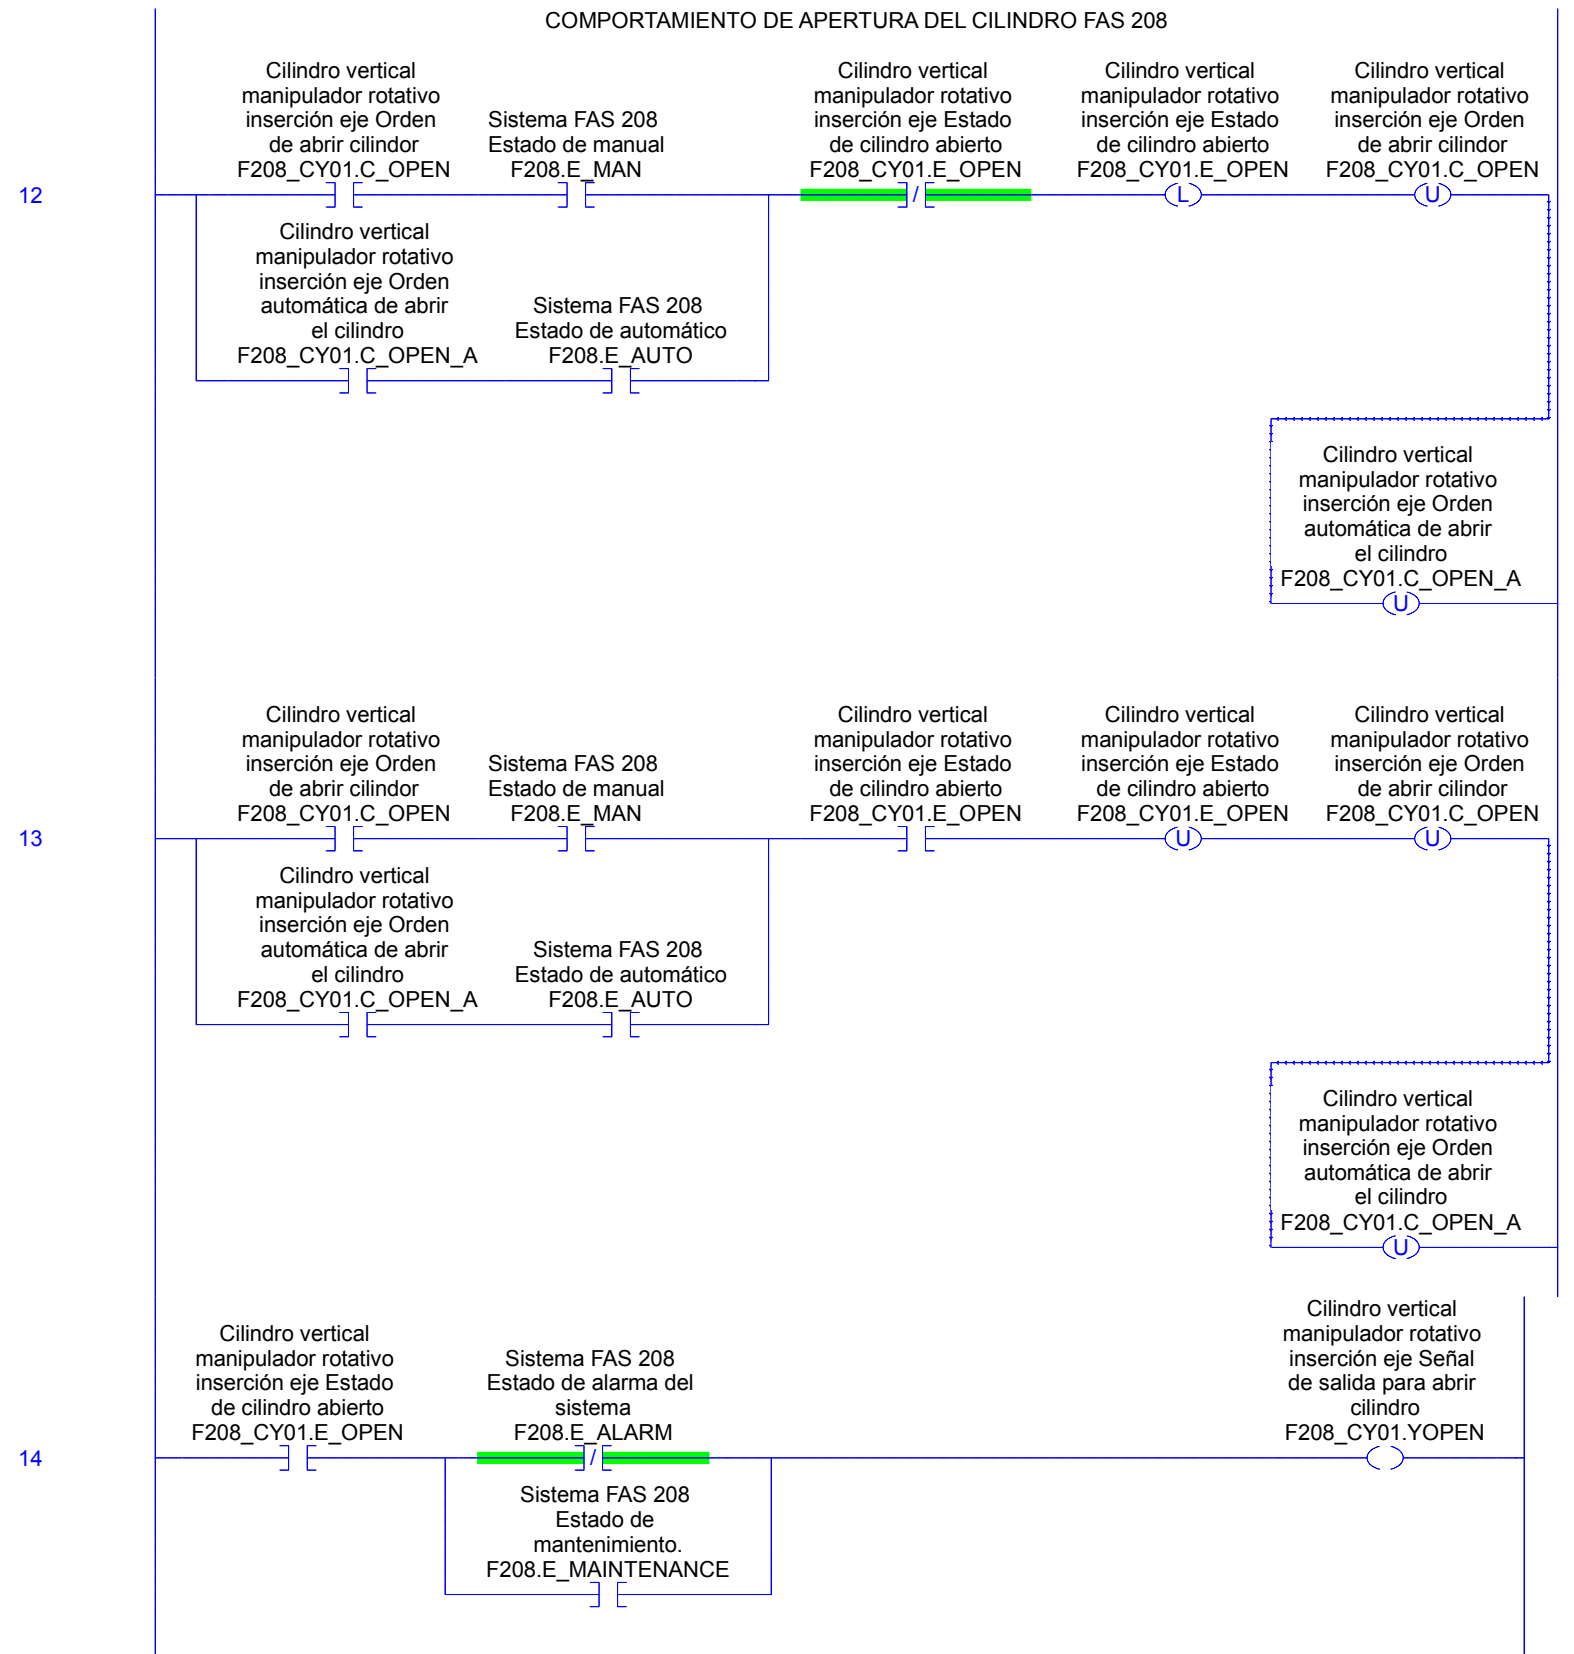 COMPORTAMIENTO DE APERTURA DEL CILINDRO FAS 208
12
Cilindro vertical
manipulador rotativo
inserción eje Orden
de abrir cilindor
F208_CY01.C_OPEN
Sistema FAS 208
Estado de manual
F208.E_MAN
Cilindro vertical
manipulador rotativo
inserción eje Estado
de cilindro abierto
F208_CY01.E_OPEN
/
Cilindro vertical
manipulador rotativo
inserción eje Estado
de cilindro abierto
F208_CY01.E_OPEN
L
Cilindro vertical
manipulador rotativo
inserción eje Orden
de abrir cilindor
F208_CY01.C_OPEN
U
Cilindro vertical
manipulador rotativo
inserción eje Orden
automática de abrir
el cilindro
F208_CY01.C_OPEN_A
Sistema FAS 208
Estado de automático
F208.E_AUTO
Cilindro vertical
manipulador rotativo
inserción eje Orden
automática de abrir
el cilindro
F208_CY01.C_OPEN_A
U
13
Cilindro vertical
manipulador rotativo
inserción eje Orden
de abrir cilindor
F208_CY01.C_OPEN
Sistema FAS 208
Estado de manual
F208.E_MAN
Cilindro vertical
manipulador rotativo
inserción eje Estado
de cilindro abierto
F208_CY01.E_OPEN
Cilindro vertical
manipulador rotativo
inserción eje Estado
de cilindro abierto
F208_CY01.E_OPEN
U
Cilindro vertical
manipulador rotativo
inserción eje Orden
de abrir cilindor
F208_CY01.C_OPEN
U
Cilindro vertical
manipulador rotativo
inserción eje Orden
automática de abrir
el cilindro
F208_CY01.C_OPEN_A
Sistema FAS 208
Estado de automático
F208.E_AUTO
Cilindro vertical
manipulador rotativo
inserción eje Orden
automática de abrir
el cilindro
F208_CY01.C_OPEN_A
U
14
Cilindro vertical
manipulador rotativo
inserción eje Estado
de cilindro abierto
F208_CY01.E_OPEN
Sistema FAS 208
Estado de alarma del
sistema
F208.E_ALARM
/
Cilindro vertical
manipulador rotativo
inserción eje Señal
de salida para abrir
cilindro
F208_CY01.YOPEN
Sistema FAS 208
Estado de
mantenimiento.
F208.E_MAINTENANCE